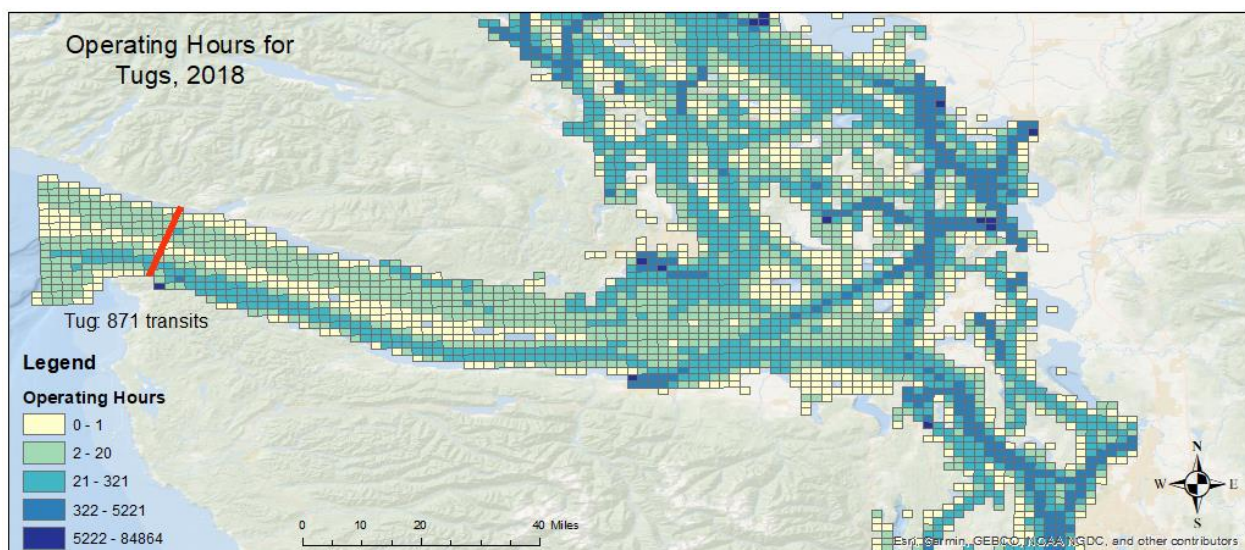 Operating Hours for
Tugs, 2018
Tug: 871 transits
Legend
Operating Hours
0 - 1
2 - 20
21 - 321
322 - 5221
5222 - 84864
0 10 20 40 Miles
N
W E
S
Esri, Garmin, GEBCO, NOAA NGDC, and other contributors